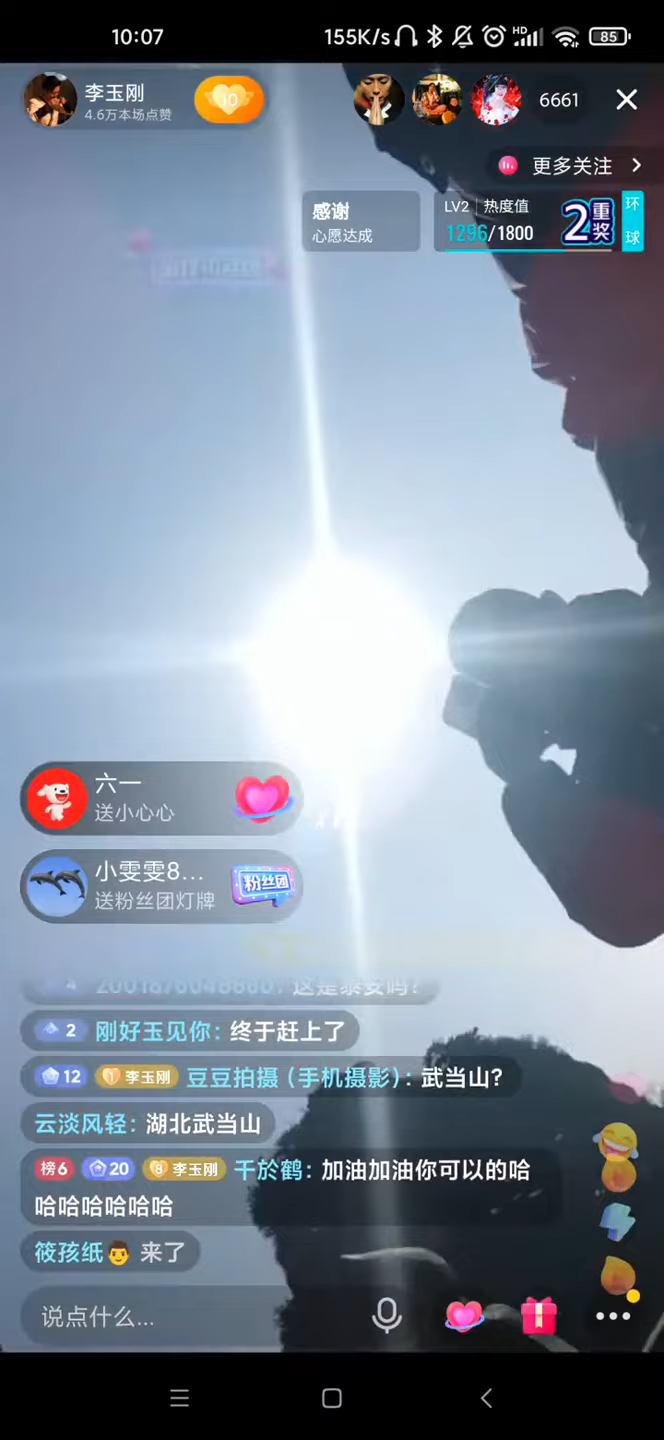 10:07
155K/s
HD
85
李玉刚
4.6万本场点赞
10
6661
更多关注
感谢
心愿达成
LV2 热度值
1296/1800
2重奖
环球
六一
送小心心
小雯雯8...
送粉丝团灯牌
粉丝团
这是泰安吗?
2 刚好玉见你: 终于赶上了
12 1 李玉刚 豆豆拍摄(手机摄影): 武当山?
云淡风轻: 湖北武当山
榜6 20 8 李玉刚 千於鹤: 加油加油你可以的哈
哈哈哈哈哈哈
筱孩纸👨 来了
说点什么...